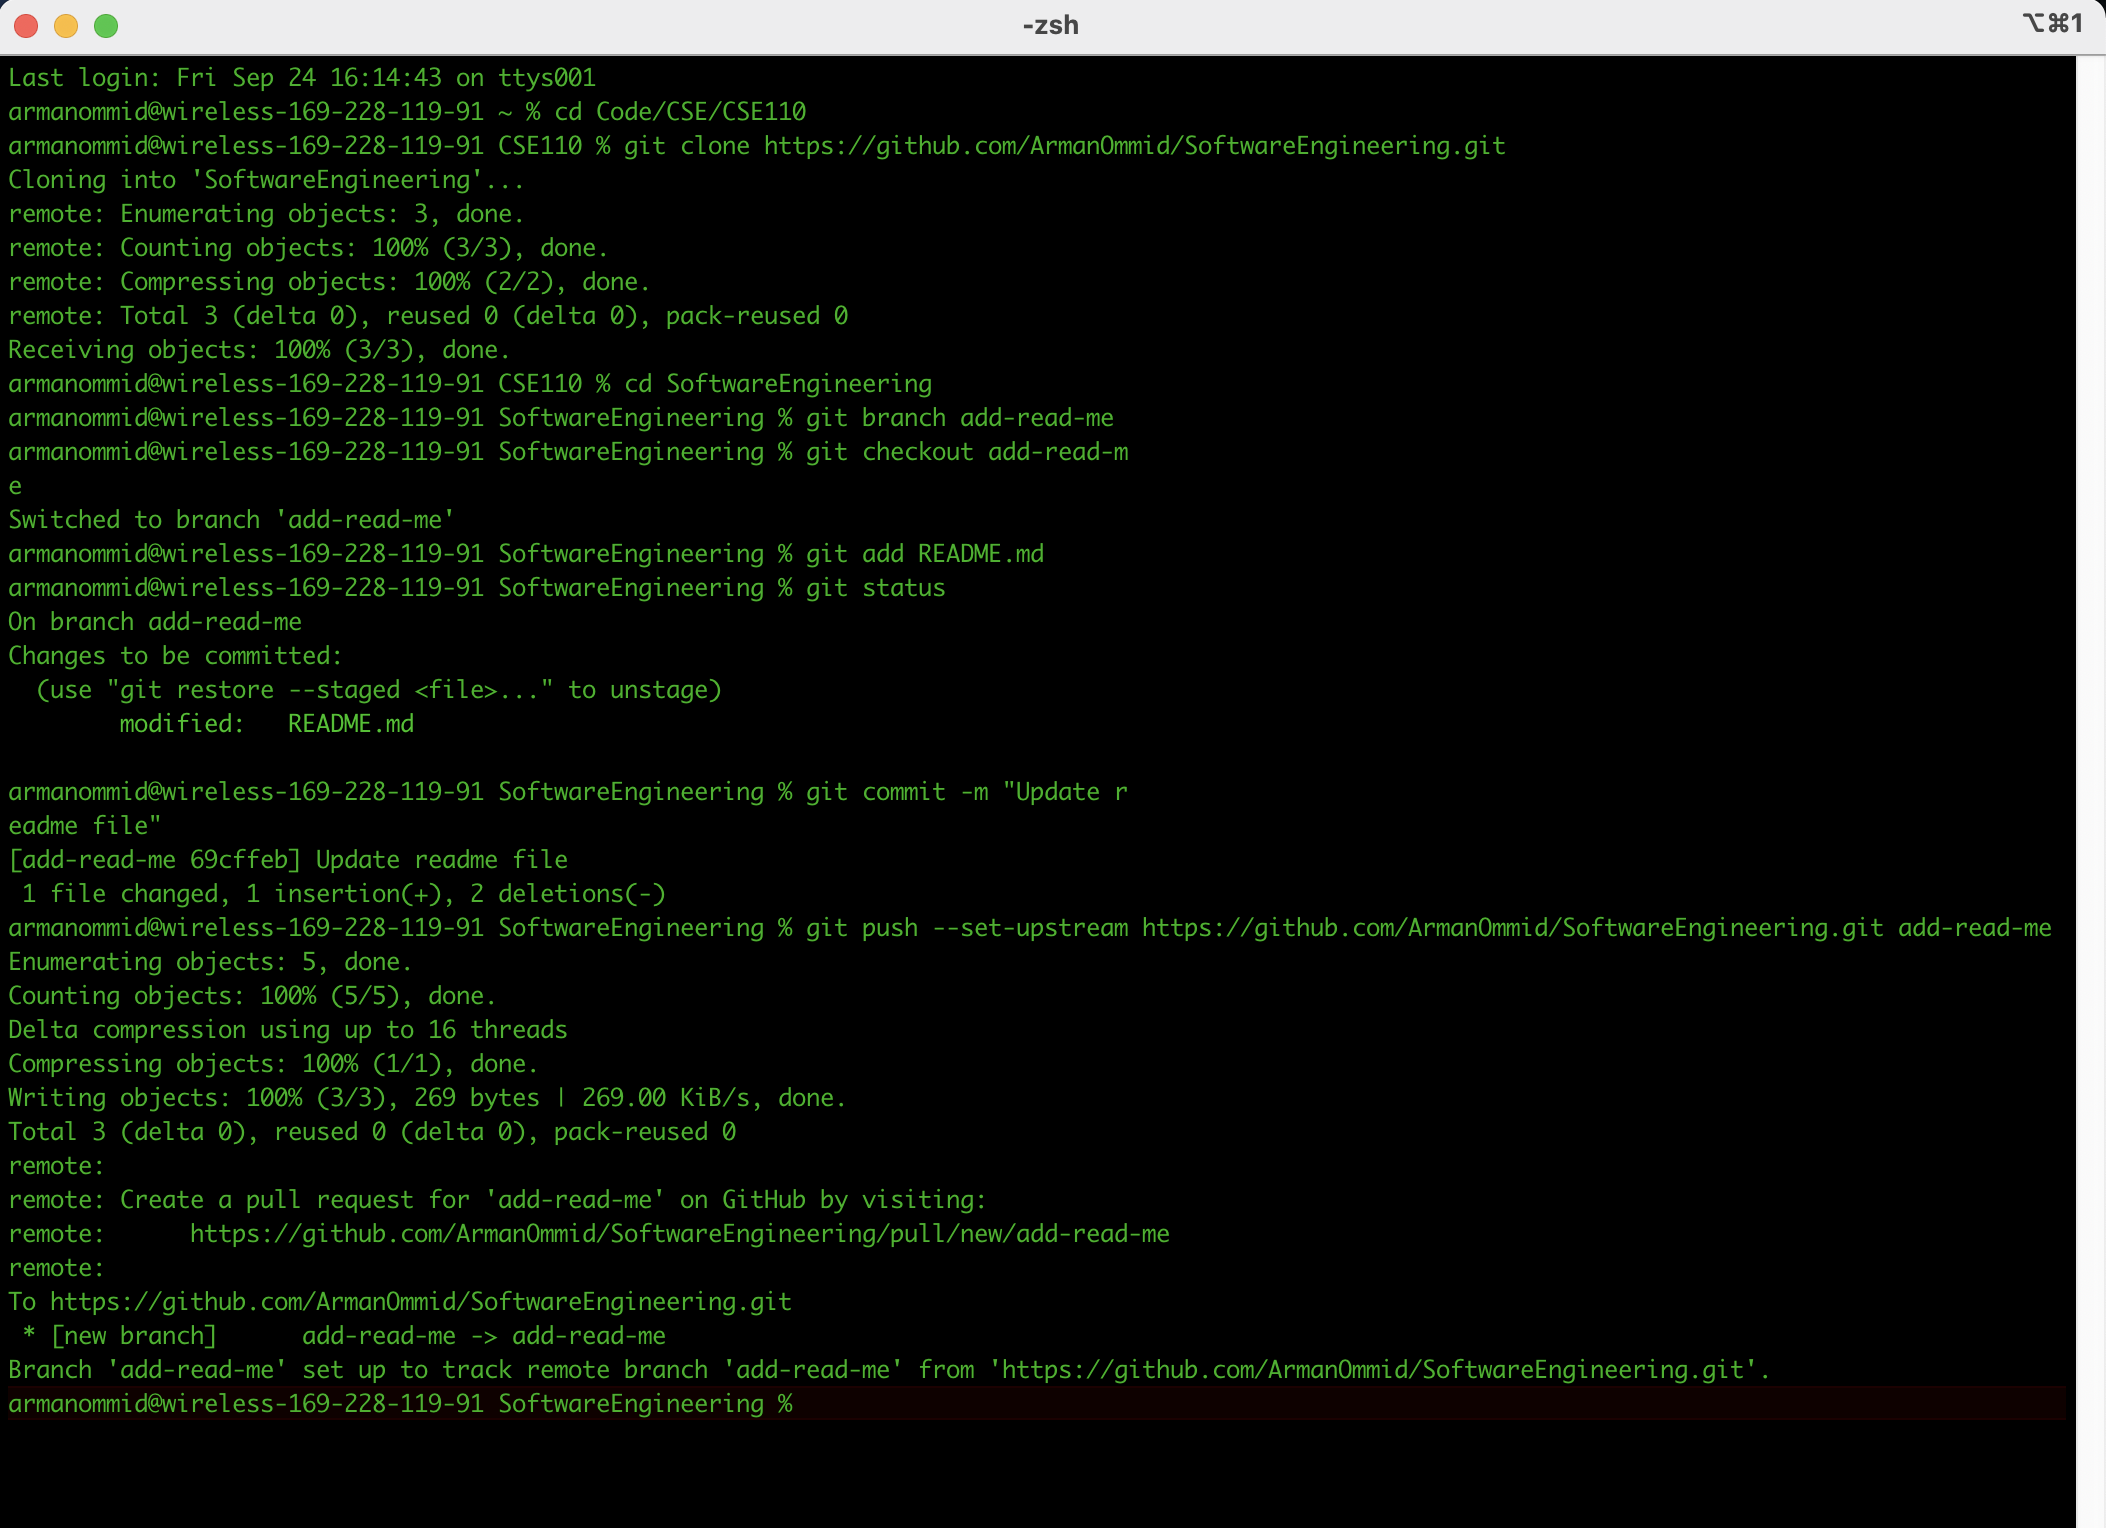 -zsh
⌥⌘1
Last login: Fri Sep 24 16:14:43 on ttys001
armanommid@wireless-169-228-119-91 ~ % cd Code/CSE/CSE110
armanommid@wireless-169-228-119-91 CSE110 % git clone https://github.com/ArmanOmmid/SoftwareEngineering.git
Cloning into 'SoftwareEngineering'...
remote: Enumerating objects: 3, done.
remote: Counting objects: 100% (3/3), done.
remote: Compressing objects: 100% (2/2), done.
remote: Total 3 (delta 0), reused 0 (delta 0), pack-reused 0
Receiving objects: 100% (3/3), done.
armanommid@wireless-169-228-119-91 CSE110 % cd SoftwareEngineering
armanommid@wireless-169-228-119-91 SoftwareEngineering % git branch add-read-me
armanommid@wireless-169-228-119-91 SoftwareEngineering % git checkout add-read-m
e
Switched to branch 'add-read-me'
armanommid@wireless-169-228-119-91 SoftwareEngineering % git add README.md
armanommid@wireless-169-228-119-91 SoftwareEngineering % git status
On branch add-read-me
Changes to be committed:
  (use "git restore --staged <file>..." to unstage)
        modified:   README.md

armanommid@wireless-169-228-119-91 SoftwareEngineering % git commit -m "Update r
eadme file"
[add-read-me 69cffeb] Update readme file
 1 file changed, 1 insertion(+), 2 deletions(-)
armanommid@wireless-169-228-119-91 SoftwareEngineering % git push --set-upstream https://github.com/ArmanOmmid/SoftwareEngineering.git add-read-me
Enumerating objects: 5, done.
Counting objects: 100% (5/5), done.
Delta compression using up to 16 threads
Compressing objects: 100% (1/1), done.
Writing objects: 100% (3/3), 269 bytes | 269.00 KiB/s, done.
Total 3 (delta 0), reused 0 (delta 0), pack-reused 0
remote:
remote: Create a pull request for 'add-read-me' on GitHub by visiting:
remote:      https://github.com/ArmanOmmid/SoftwareEngineering/pull/new/add-read-me
remote:
To https://github.com/ArmanOmmid/SoftwareEngineering.git
 * [new branch]      add-read-me -> add-read-me
Branch 'add-read-me' set up to track remote branch 'add-read-me' from 'https://github.com/ArmanOmmid/SoftwareEngineering.git'.
armanommid@wireless-169-228-119-91 SoftwareEngineering %